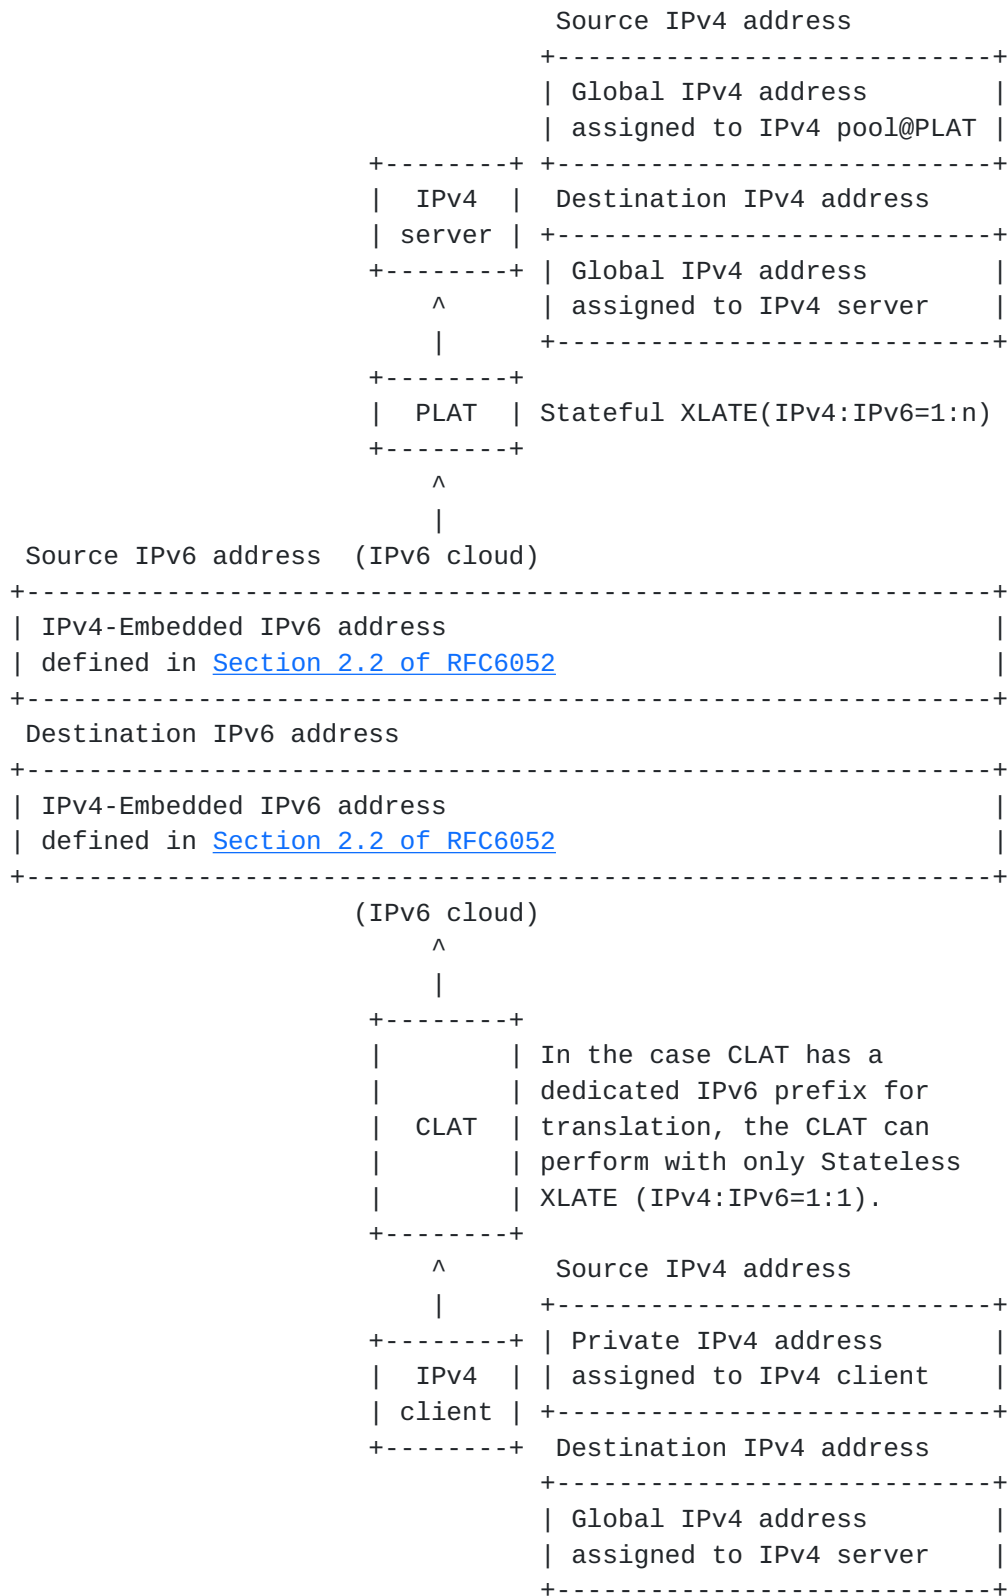 Source IPv4 address
+----------------------------+
| Global IPv4 address        |
| assigned to IPv4 pool@PLAT |
+--------+ +----------------------------+
|  IPv4  |  Destination IPv4 address
| server | +----------------------------+
+--------+ | Global IPv4 address        |
^      | assigned to IPv4 server    |
|      +----------------------------+
+--------+
|  PLAT  | Stateful XLATE(IPv4:IPv6=1:n)
+--------+
^
|
Source IPv6 address  (IPv6 cloud)
+--------------------------------------------------------------+
| IPv4-Embedded IPv6 address                                   |
| defined in Section 2.2 of RFC6052                            |
+--------------------------------------------------------------+
Destination IPv6 address
+--------------------------------------------------------------+
| IPv4-Embedded IPv6 address                                   |
| defined in Section 2.2 of RFC6052                            |
+--------------------------------------------------------------+
(IPv6 cloud)
^
|
+--------+
|        | In the case CLAT has a
|        | dedicated IPv6 prefix for
|  CLAT  | translation, the CLAT can
|        | perform with only Stateless
|        | XLATE (IPv4:IPv6=1:1).
+--------+
^       Source IPv4 address
|      +----------------------------+
+--------+ | Private IPv4 address       |
|  IPv4  | | assigned to IPv4 client    |
| client | +----------------------------+
+--------+  Destination IPv4 address
+----------------------------+
| Global IPv4 address        |
| assigned to IPv4 server    |
+----------------------------+